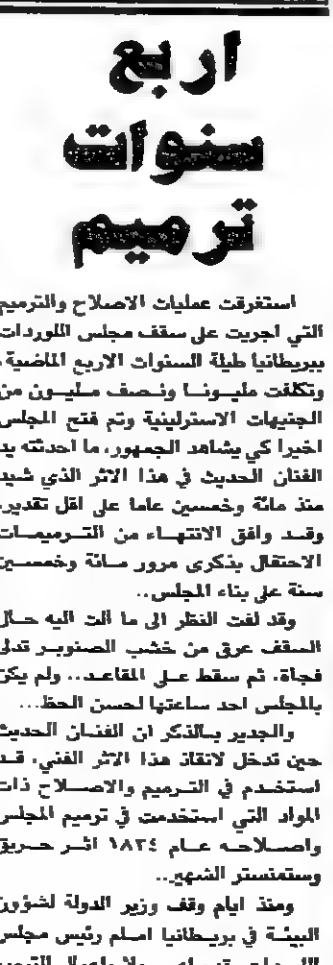 اربع
سنوات
ترميم
استغرقت عمليات الاصلاح والترميم
التي اجريت على سقف مجلس اللوردات
ببريطانيا طيلة السنوات الاربع الماضية،
وتكلفت مليونا ونصف مليون من
الجنيهات الاسترلينية وتم فتح المجلس
اخيرا كي يشاهد الجمهور، ما احدثته يد
الفنان الحديث في هذا الاثر الذي شيد
منذ مائة وخمسين عاما على اقل تقدير،
وقد وافق الانتهاء من الترميمات
الاحتفال بذكرى مرور مائة وخمسين
سنة على بناء المجلس..
وقد لفت النظر الى ما آلت اليه حال
السقف عرق من خشب الصنوبر تدلى
فجأة، ثم سقط على المقاعد.. ولم يكن
بالمجلس احد ساعتها لحسن الحظ...
والجدير بالذكر ان الفنان الحديث
حين تدخل لانقاذ هذا الاثر الفني، قد
استخدم في الترميم والاصلاح ذات
المواد التي استخدمت في ترميم المجلس
واصلاحه عام ١٨٣٤ اثر حريق
وستمنستر الشهير..
ومنذ ايام وقف وزير الدولة لشؤون
البيئة في بريطانيا امام رئيس مجلس